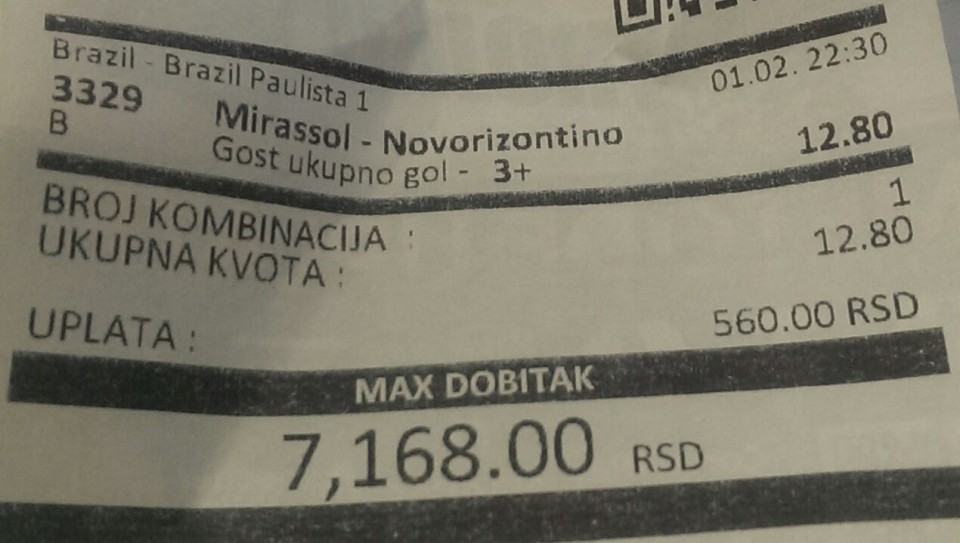 Brazil - Brazil Paulista 1 01.02. 22:30
3329 Mirassol - Novorizontino 12.80
B Gost ukupno gol - 3+
BROJ KOMBINACIJA : 1
UKUPNA KVOTA : 12.80
UPLATA : 560.00 RSD
MAX DOBITAK
7,168.00 RSD